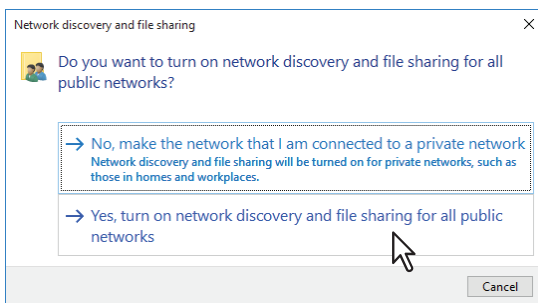 Network discovery and file sharing
Do you want to turn on network discovery and file sharing for all
public networks?
No, make the network that I am connected to a private network
Network discovery and file sharing will be turned on for private networks, such as
those in homes and workplaces.
Yes, turn on network discovery and file sharing for all public
networks
Cancel